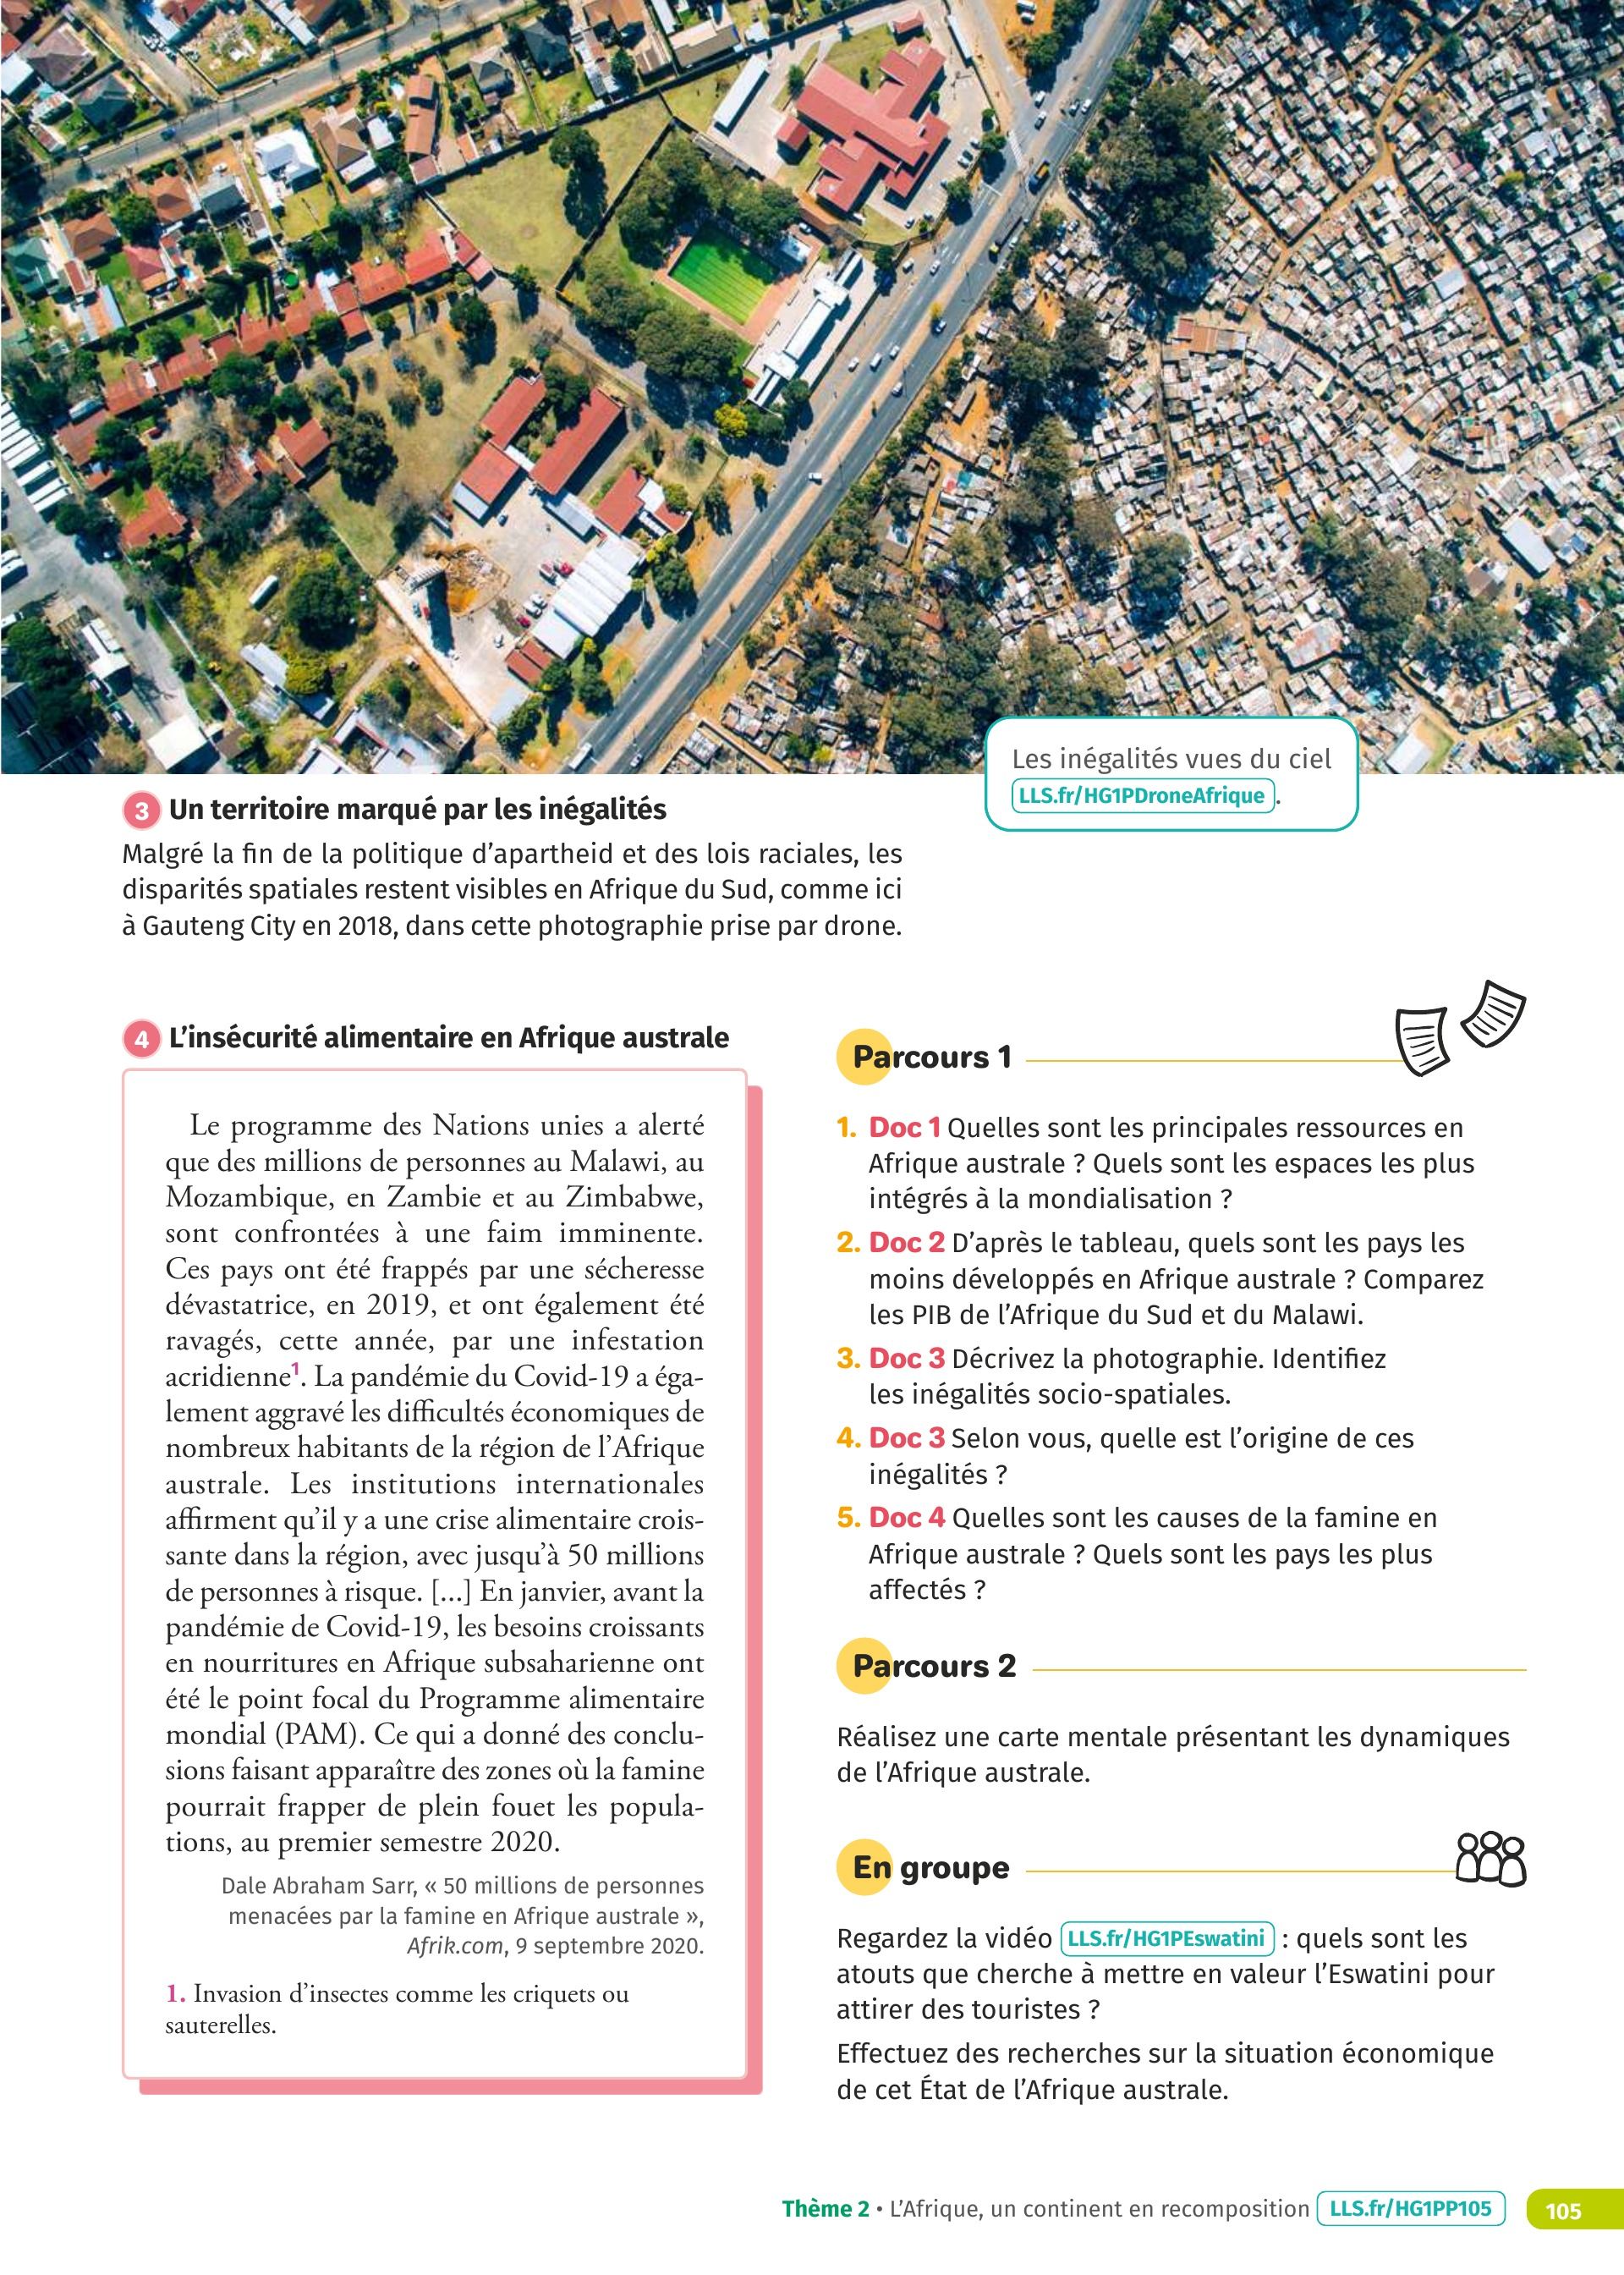 Les inégalités vues du ciel
LLS.fr/HG1PDroneAfrique.
3 Un territoire marqué par les inégalités
Malgré la fin de la politique d’apartheid et des lois raciales, les
disparités spatiales restent visibles en Afrique du Sud, comme ici
à Gauteng City en 2018, dans cette photographie prise par drone.
4 L’insécurité alimentaire en Afrique australe
Le programme des Nations unies a alerté
que des millions de personnes au Malawi, au
Mozambique, en Zambie et au Zimbabwe,
sont confrontées à une faim imminente.
Ces pays ont été frappés par une sécheresse
dévastatrice, en 2019, et ont également été
ravagés, cette année, par une infestation
acridienne1. La pandémie du Covid-19 a éga-
lement aggravé les difficultés économiques de
nombreux habitants de la région de l’Afrique
australe. Les institutions internationales
affirment qu’il y a une crise alimentaire crois-
sante dans la région, avec jusqu’à 50 millions
de personnes à risque. [...] En janvier, avant la
pandémie de Covid-19, les besoins croissants
en nourritures en Afrique subsaharienne ont
été le point focal du Programme alimentaire
mondial (PAM). Ce qui a donné des conclu-
sions faisant apparaître des zones où la famine
pourrait frapper de plein fouet les popula-
tions, au premier semestre 2020.
Dale Abraham Sarr, « 50 millions de personnes
menacées par la famine en Afrique australe »,
Afrik.com, 9 septembre 2020.
1. Invasion d’insectes comme les criquets ou
sauterelles.
Parcours 1
1. Doc 1 Quelles sont les principales ressources en
Afrique australe ? Quels sont les espaces les plus
intégrés à la mondialisation ?
2. Doc 2 D’après le tableau, quels sont les pays les
moins développés en Afrique australe ? Comparez
les PIB de l’Afrique du Sud et du Malawi.
3. Doc 3 Décrivez la photographie. Identifiez
les inégalités socio-spatiales.
4. Doc 3 Selon vous, quelle est l’origine de ces
inégalités ?
5. Doc 4 Quelles sont les causes de la famine en
Afrique australe ? Quels sont les pays les plus
affectés ?
Parcours 2
Réalisez une carte mentale présentant les dynamiques
de l’Afrique australe.
En groupe
Regardez la vidéo LLS.fr/HG1PEswatini : quels sont les
atouts que cherche à mettre en valeur l’Eswatini pour
attirer des touristes ?
Effectuez des recherches sur la situation économique
de cet État de l’Afrique australe.
Thème 2 • L’Afrique, un continent en recomposition LLS.fr/HG1PP105 105